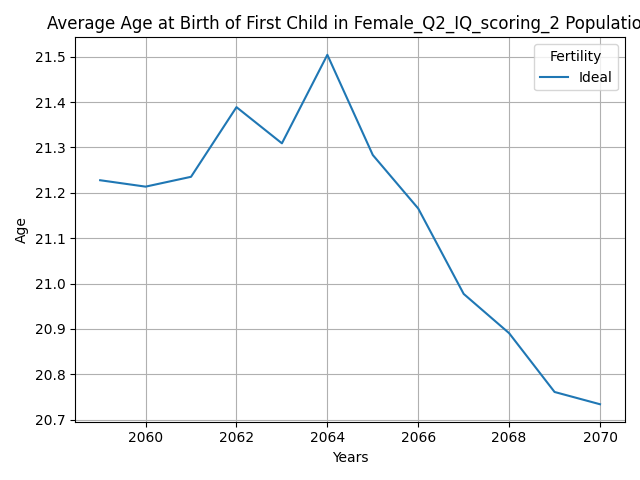 Average Age at Birth of First Child in Female_Q2_IQ_scoring_2 Populatio
Fertility
Ideal
21.5
21.4
21.3
21.2
21.1
21.0
20.9
20.8
20.7
Age
2060 2062 2064 2066 2068 2070
Years